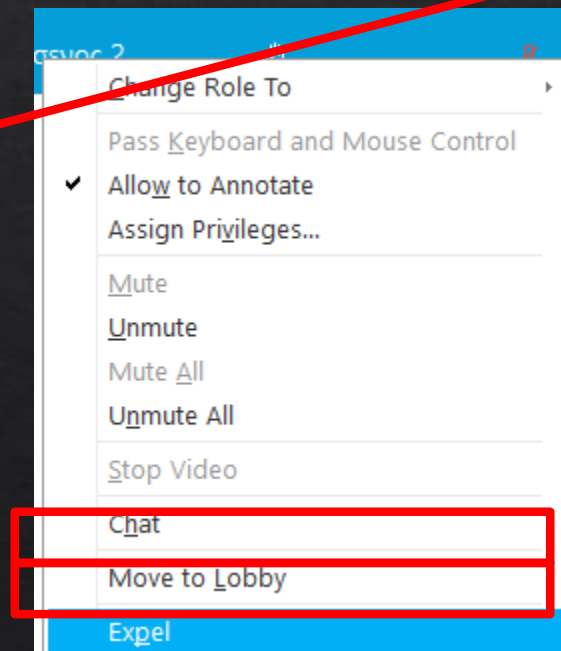 Change Role To
Pass Keyboard and Mouse Control
Allow to Annotate
Assign Privileges...
Mute
Unmute
Mute All
Unmute All
Stop Video
Chat
Move to Lobby
Expel